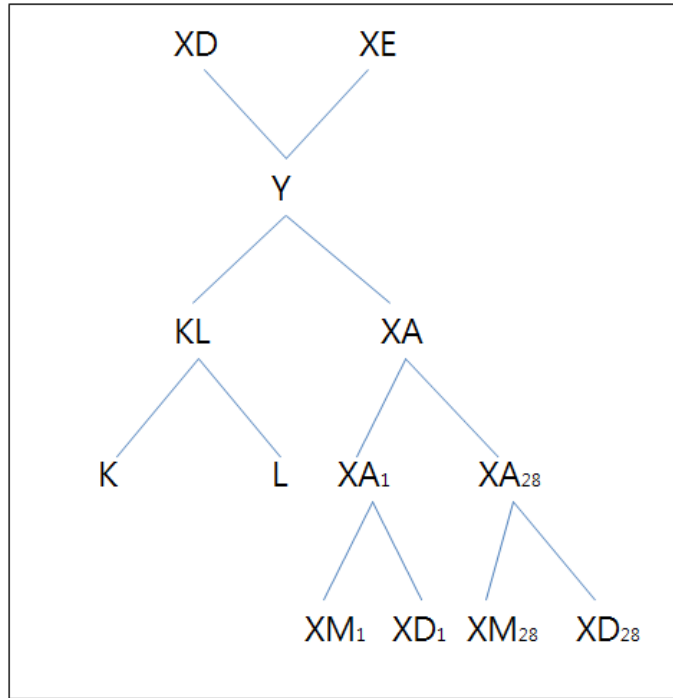 XD XE
Y
KL XA
K L XA₁ XA₂₈
XM₁ XD₁ XM₂₈ XD₂₈